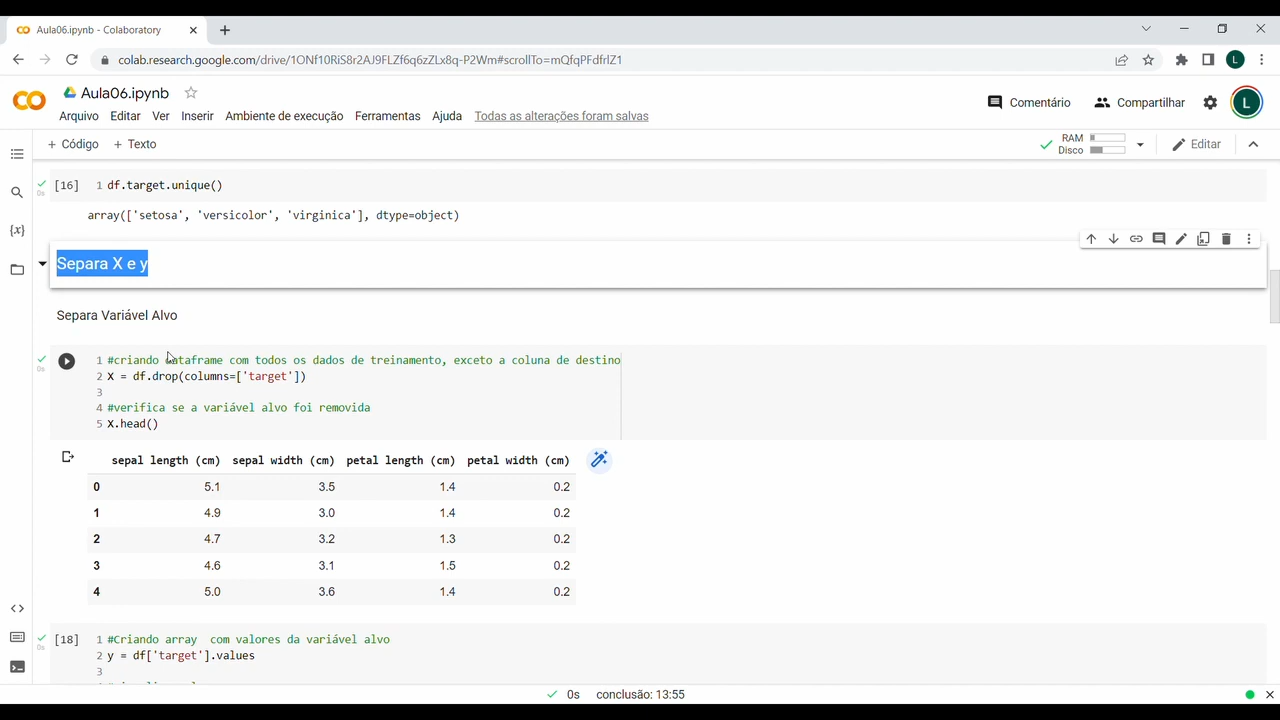 Aula06.ipynb - Colaboratory
colab.research.google.com/drive/1ONf10RiS8r2AJ9FLZf6q6zZLx8q-P2Wm#scrollTo=mQfqPFdfrlZ1
L
Aula06.ipynb
Comentário Compartilhar L
Arquivo Editar Ver Inserir Ambiente de execução Ferramentas Ajuda Todas as alterações foram salvas
+ Código + Texto
RAM
Disco
Editar
[16] 1 df.target.unique()
0s
array(['setosa', 'versicolor', 'virginica'], dtype=object)
{x}
Separa X e y
Separa Variável Alvo
1 #criando dataframe com todos os dados de treinamento, exceto a coluna de destino
0s
2 X = df.drop(columns=['target'])
3
4 #verifica se a variável alvo foi removida
5 X.head()
sepal length (cm) sepal width (cm) petal length (cm) petal width (cm)
0 5.1 3.5 1.4 0.2
1 4.9 3.0 1.4 0.2
2 4.7 3.2 1.3 0.2
3 4.6 3.1 1.5 0.2
4 5.0 3.6 1.4 0.2
[18] 1 #Criando array com valores da variável alvo
0s
2 y = df['target'].values
3
0s conclusão: 13:55